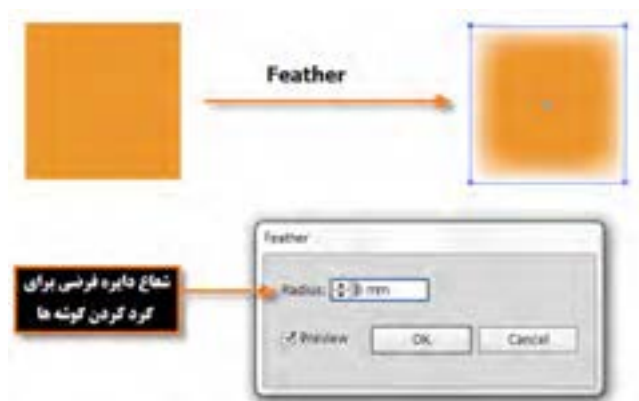 Feather
Feather
Radius: mm
شعاع دایره فرضی برای
گرد کردن گوشه ها
Preview
OK
Cancel